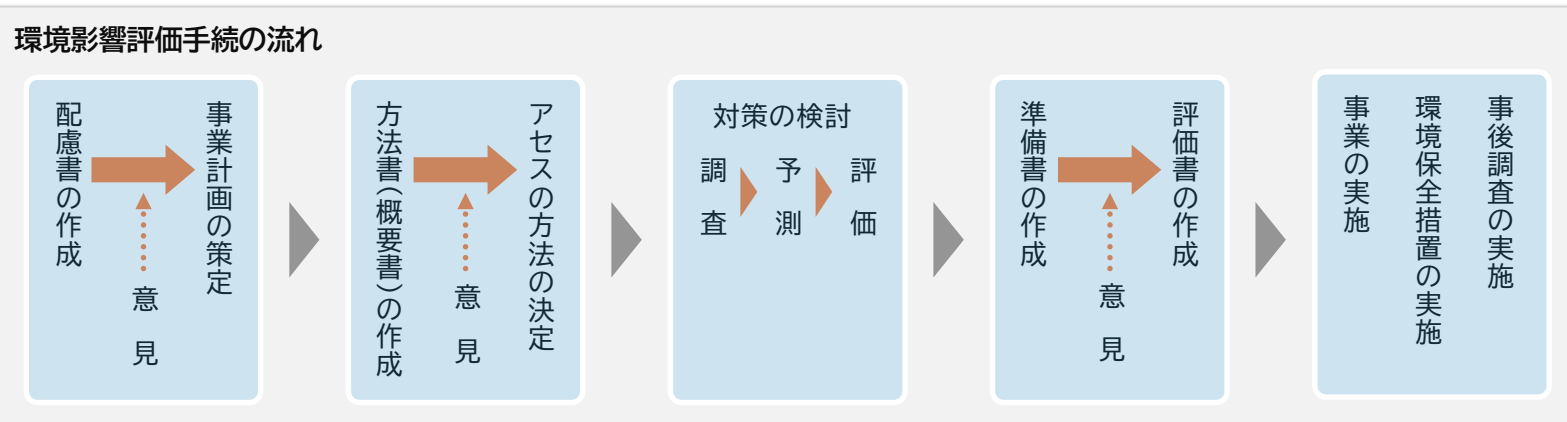 環境影響評価手続の流れ
配慮書の作成
意見
事業計画の策定
方法書（概要書）の作成
意見
アセスの方法の決定
対策の検討
調査
予測
評価
準備書の作成
意見
評価書の作成
事業の実施
環境保全措置の実施
事後調査の実施